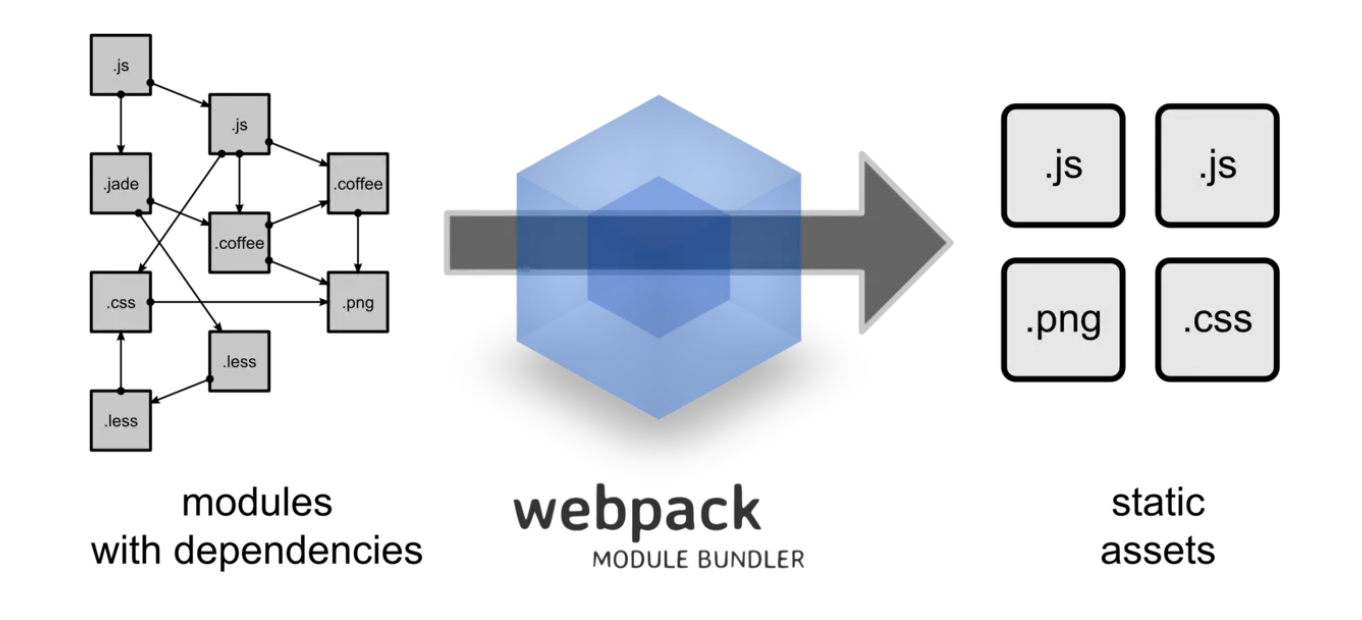 .js
.js
.jade
.coffee
.coffee
.css
.png
.less
.less
modules
with dependencies
webpack
MODULE BUNDLER
.js
.js
.png
.css
static
assets